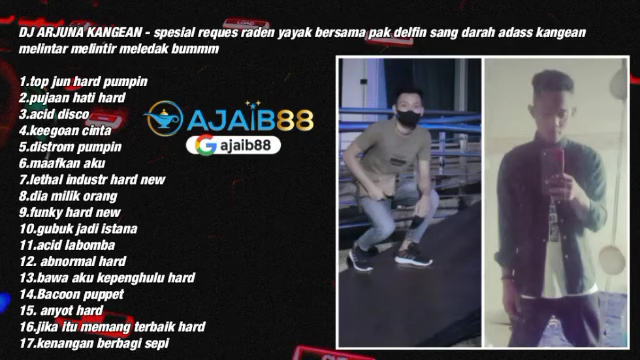 DJ ARJUNA KANGEAN - spesial reques raden yayak bersama pak delfin sang darah adass kangean
melintar melintir meledak bummm
1.top jun hard pumpin
2.pujaan hati hard
3.acid disco
4.keegoan cinta
5.distrom pumpin
6.maafkan aku
7.lethal industr hard new
8.dia milik orang
9.funky hard new
10.gubuk jadi istana
11.acid labomba
12. abnormal hard
13.bawa aku kepenghulu hard
14.Bacoon puppet
15. anyot hard
16.jika itu memang terbaik hard
17.kenangan berbagi sepi
AJAIB88
G ajaib88